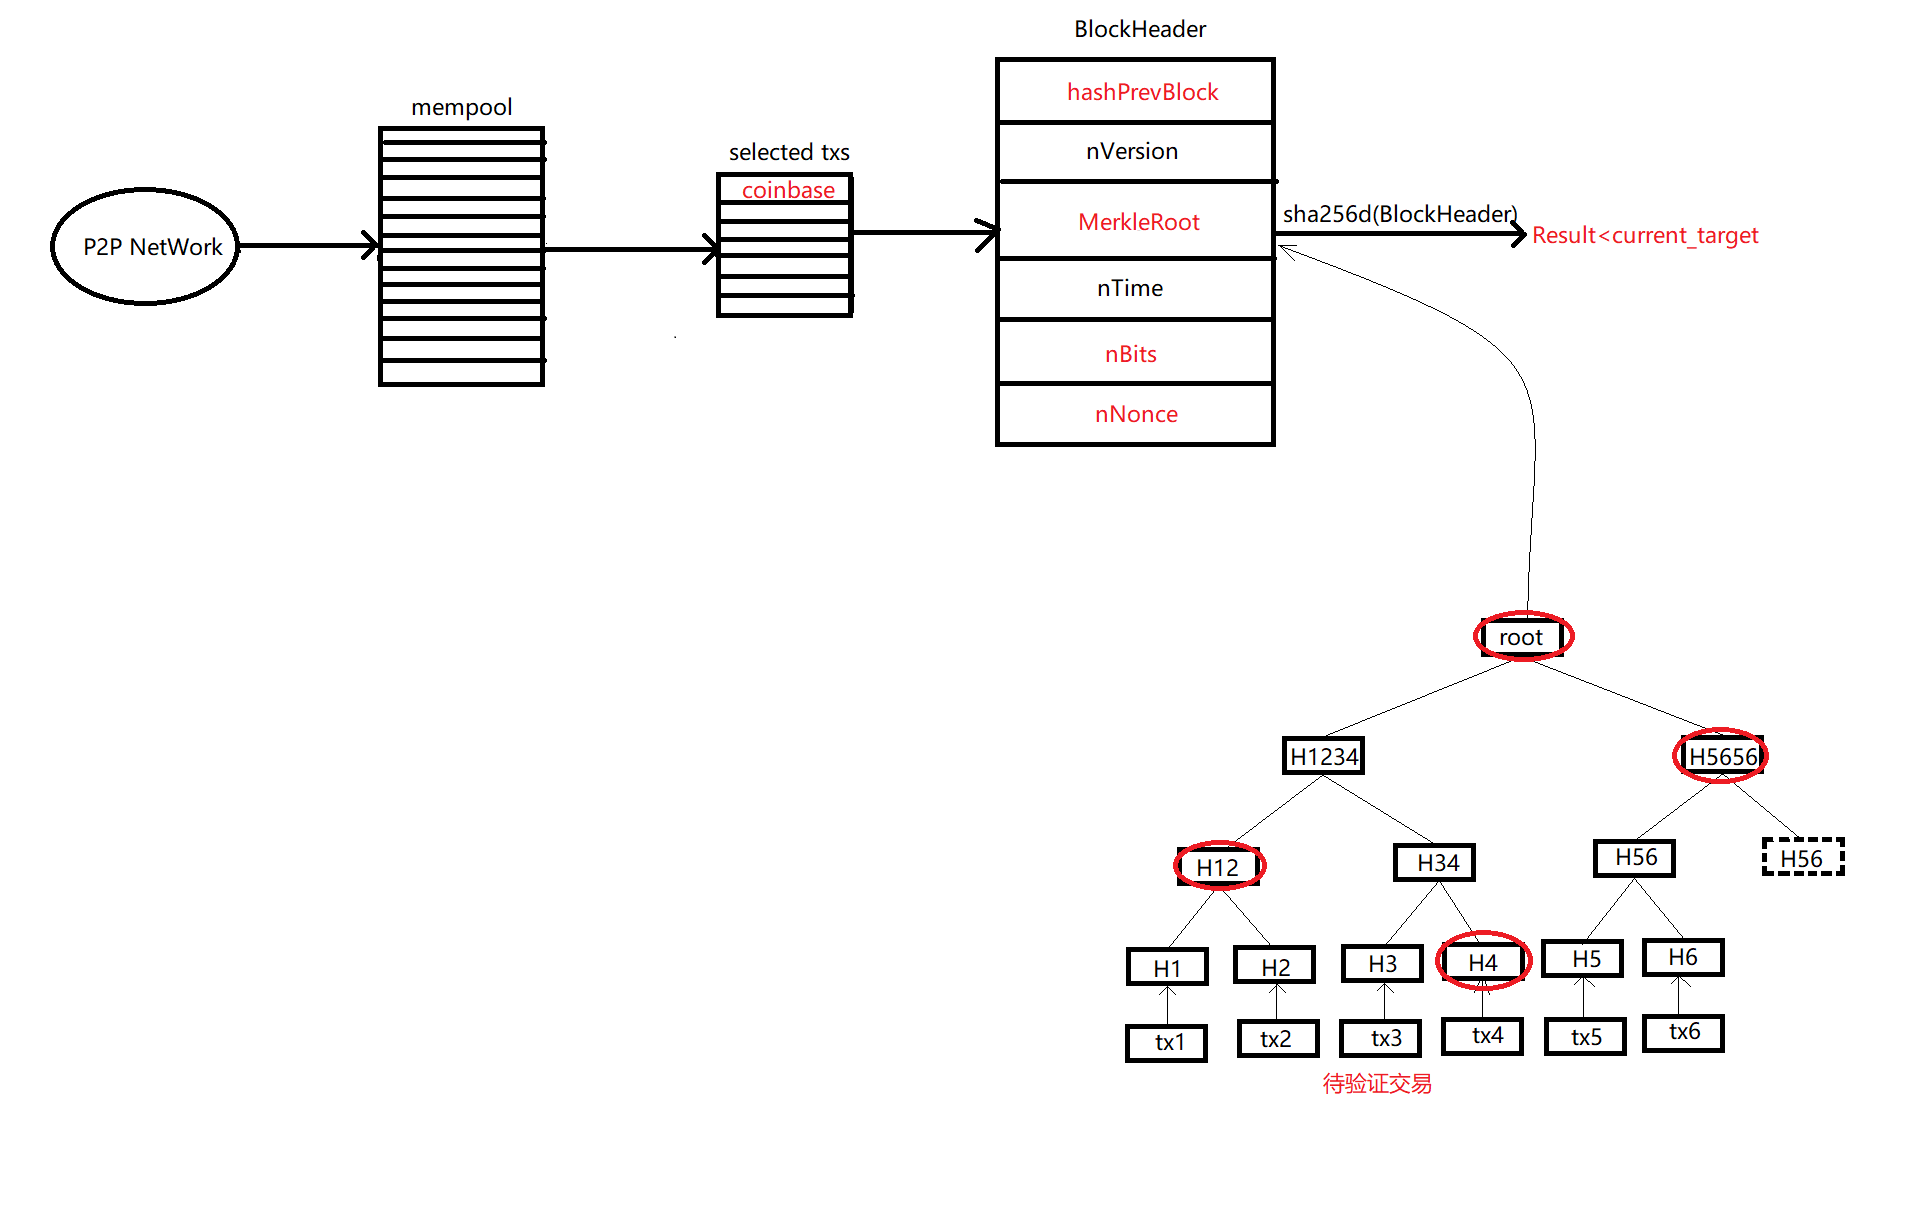 BlockHeader
hashPrevBlock
mempool
selected txs
nVersion
coinbase
sha256d(BlockHeader)
MerkleRoot
Result<current_target
P2P NetWork
nTime
nBits
nNonce
root
H1234
H5656
H12
H34
H56
H56
H1
H2
H3
H4
H5
H6
tx1
tx2
tx3
tx4
tx5
tx6
待验证交易